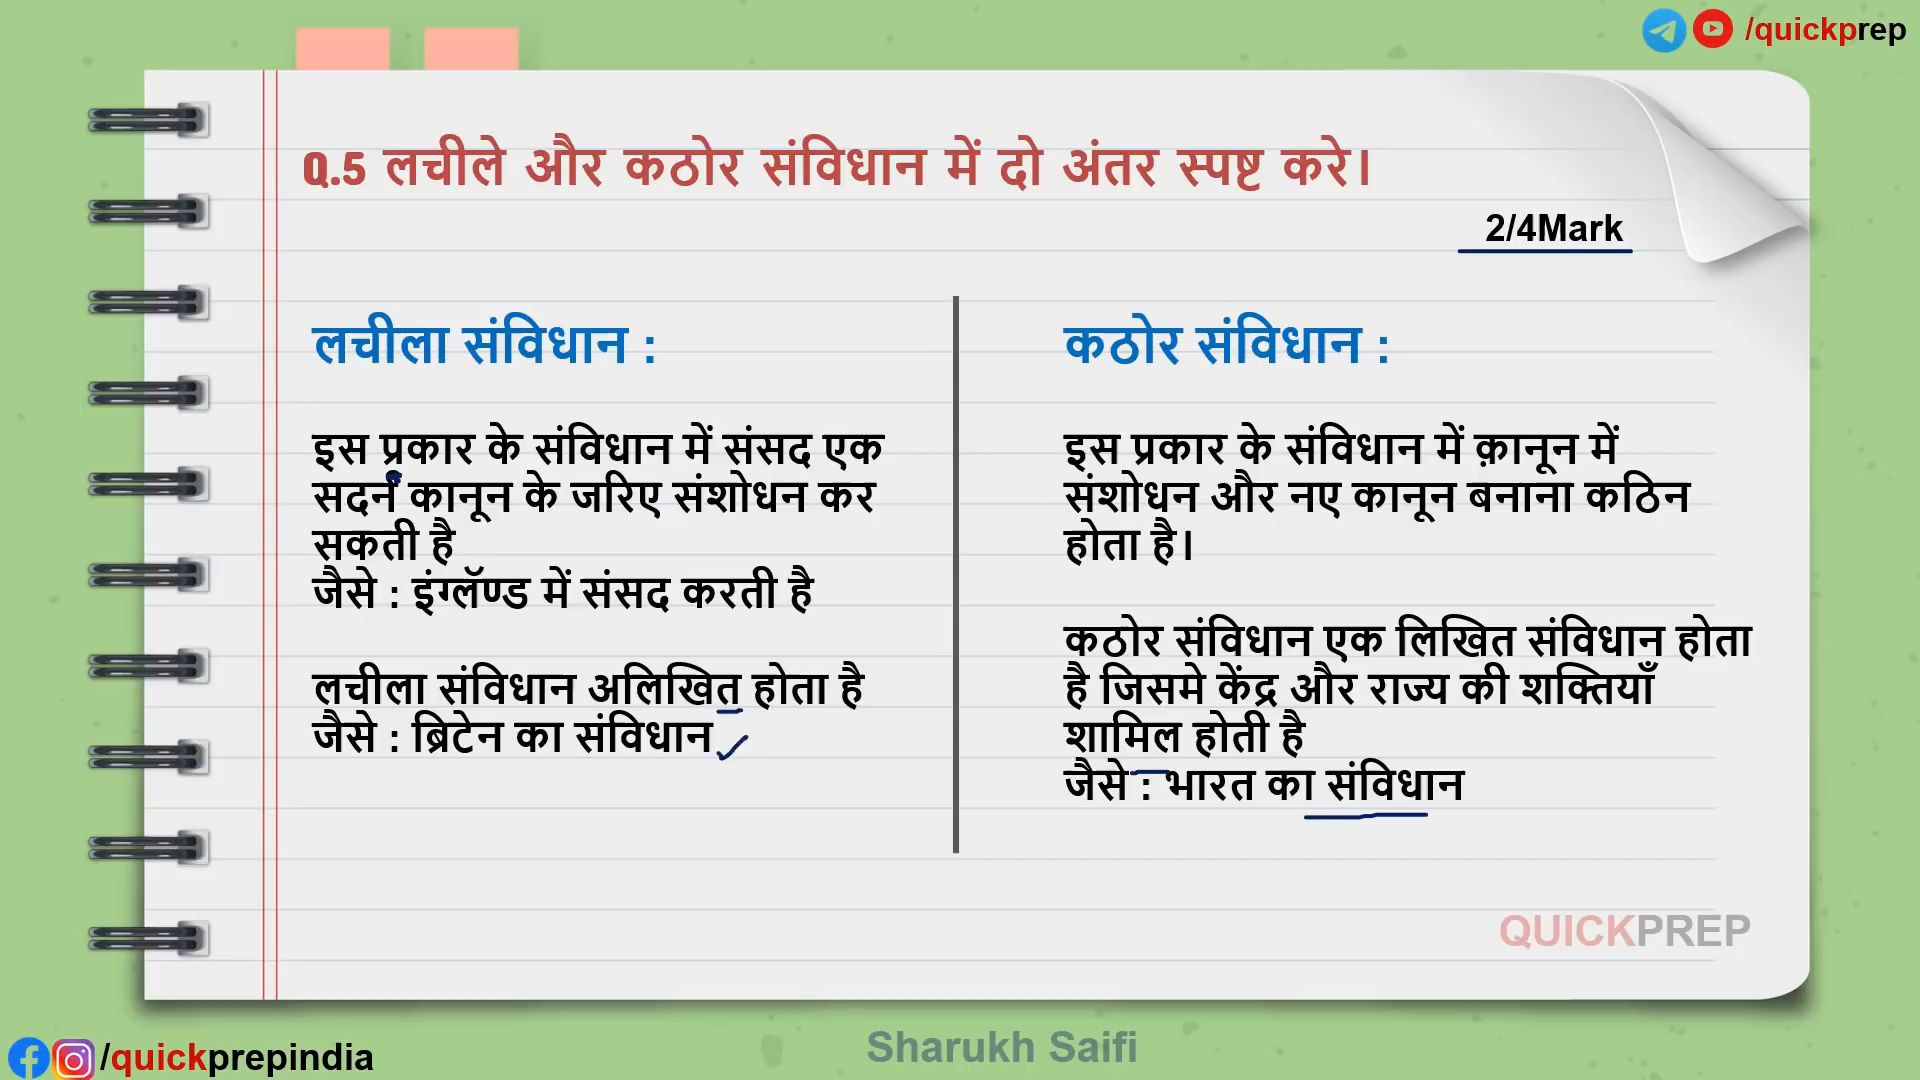 /quickprep
Q.5 लचीले और कठोर संविधान में दो अंतर स्पष्ट करे।
2/4Mark
लचीला संविधान :
इस प्रकार के संविधान में संसद एक
सदन कानून के जरिए संशोधन कर
सकती है
जैसे : इंग्लॅण्ड में संसद करती है
लचीला संविधान अलिखित होता है
जैसे : ब्रिटेन का संविधान
कठोर संविधान :
इस प्रकार के संविधान में क़ानून में
संशोधन और नए कानून बनाना कठिन
होता है।
कठोर संविधान एक लिखित संविधान होता
है जिसमे केंद्र और राज्य की शक्तियाँ
शामिल होती है
जैसे : भारत का संविधान
QUICKPREP
Sharukh Saifi
/quickprepindia